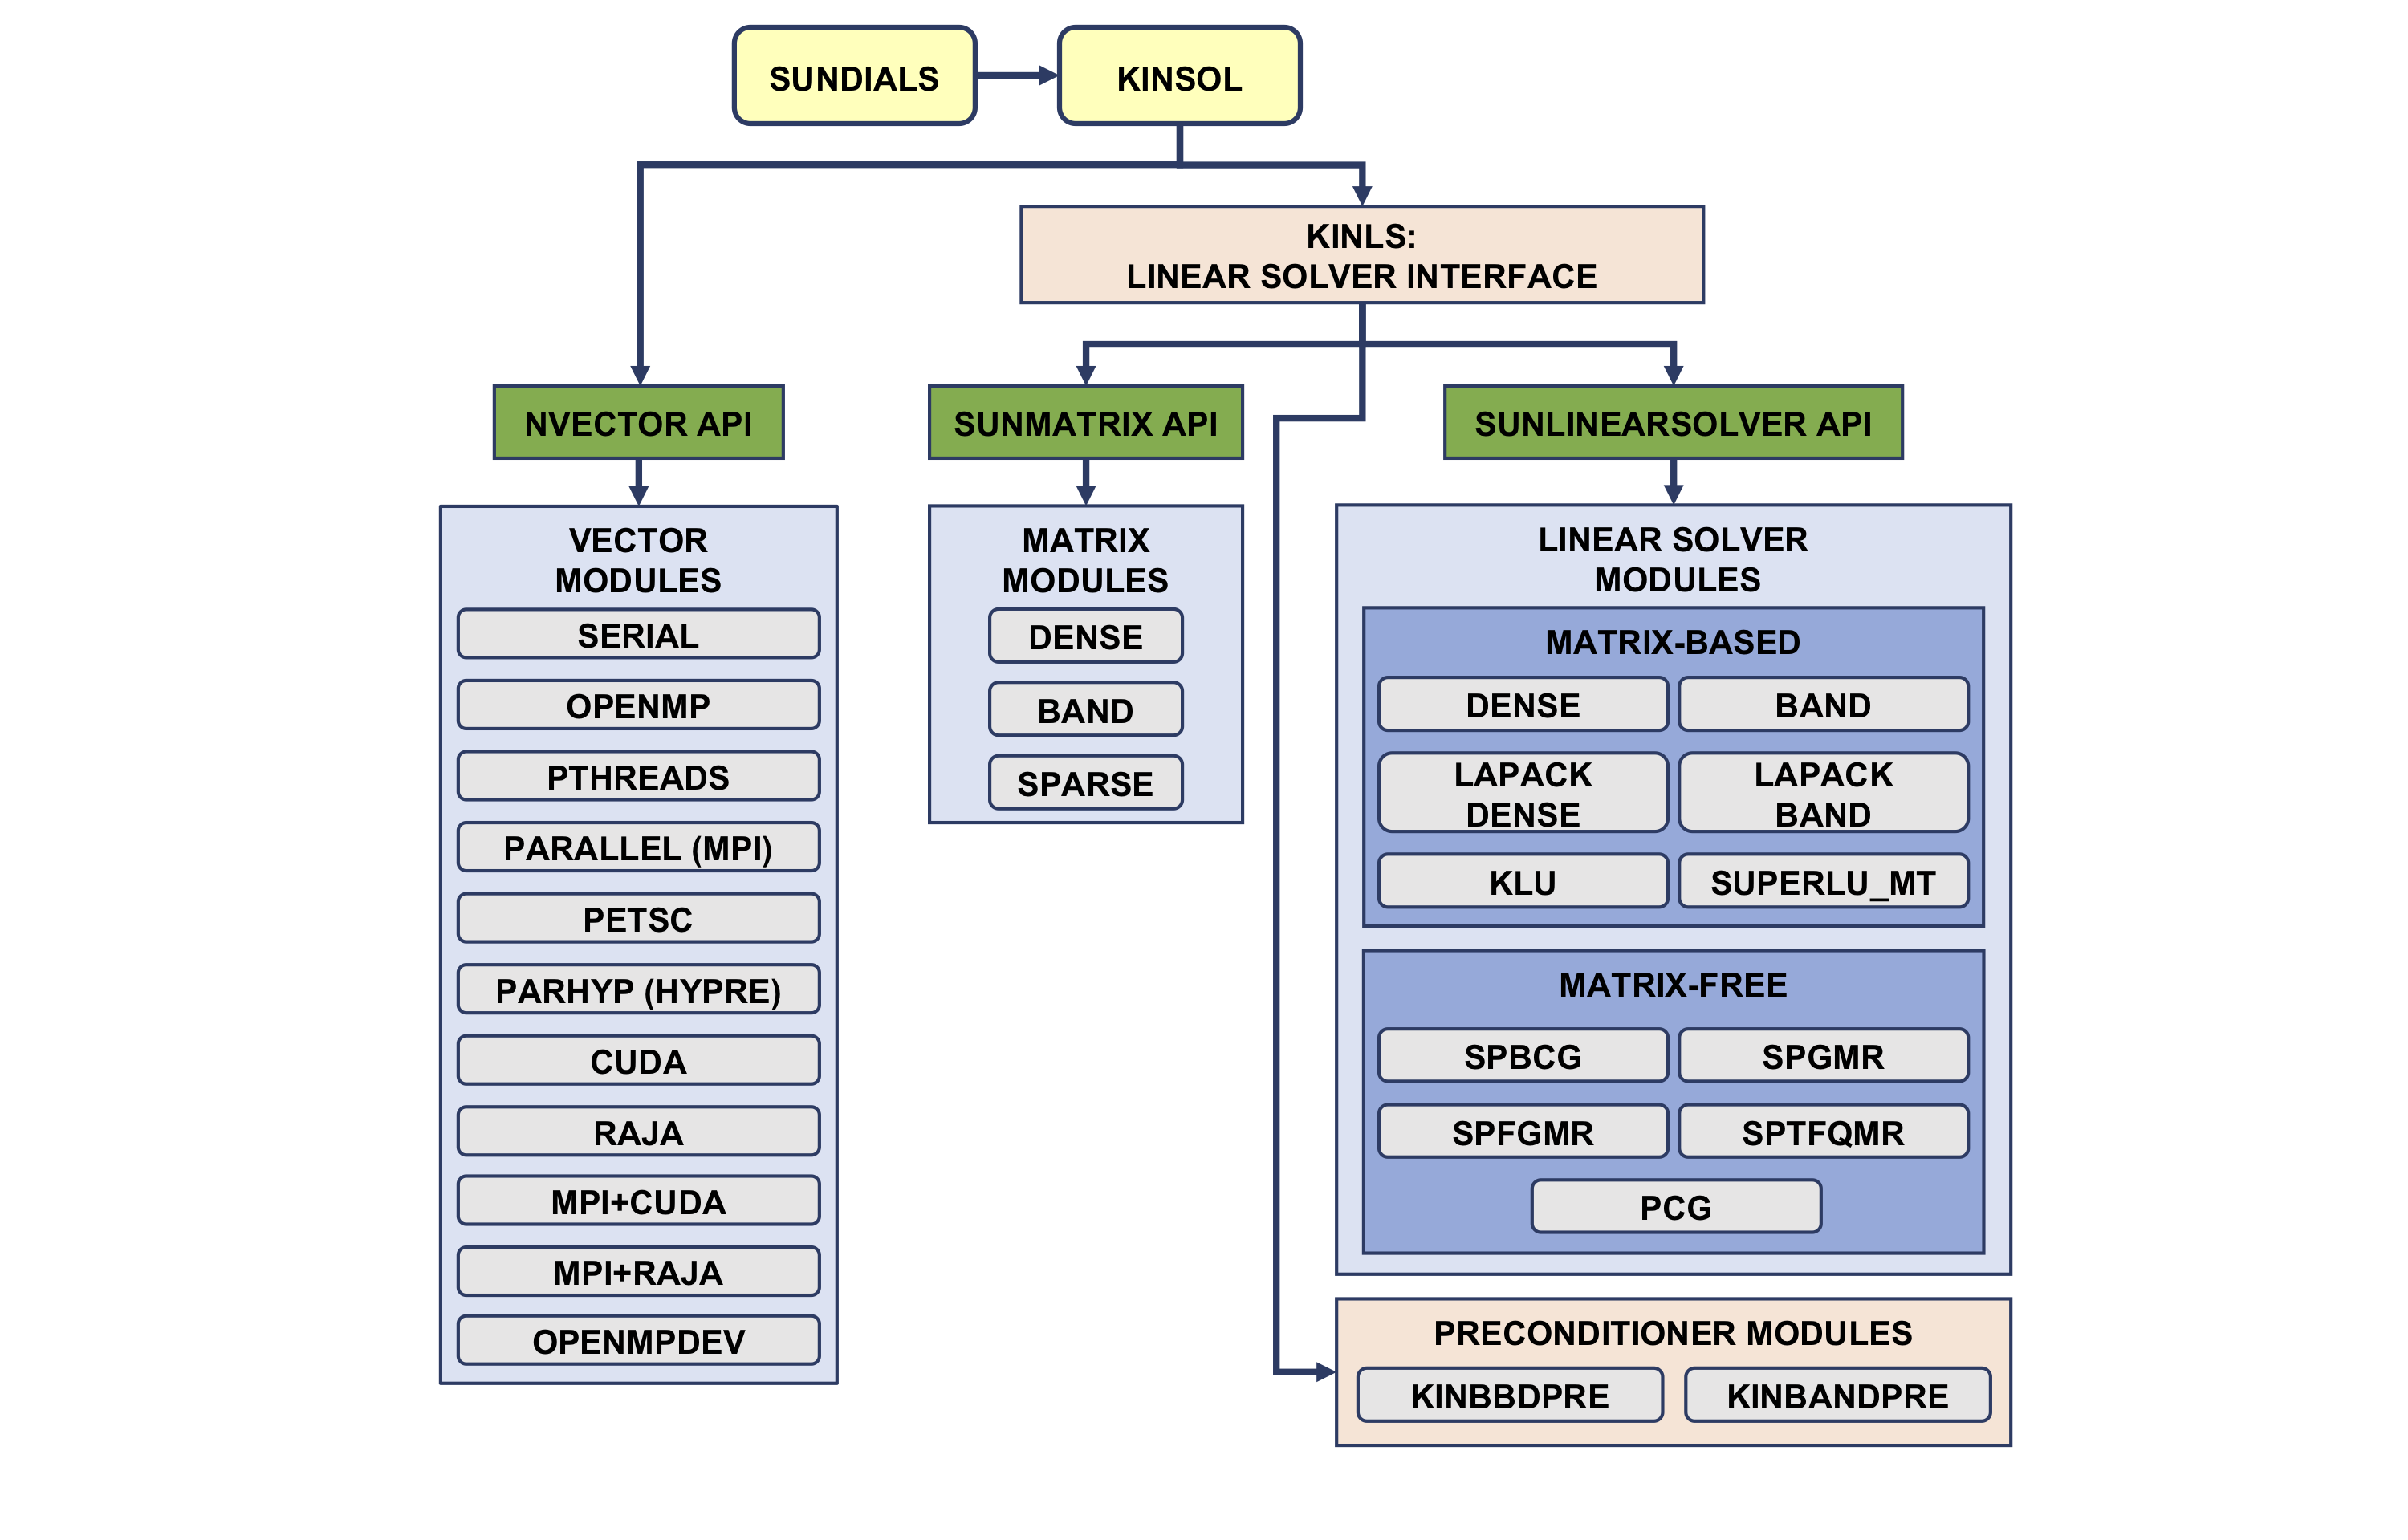 SUNDIALS
KINSOL
KINLS:
LINEAR SOLVER INTERFACE
NVECTOR API
SUNMATRIX API
SUNLINEARSOLVER API
VECTOR
MODULES
SERIAL
OPENMP
PTHREADS
PARALLEL (MPI)
PETSC
PARHYP (HYPRE)
CUDA
RAJA
MPI+CUDA
MPI+RAJA
OPENMPDEV
MATRIX
MODULES
DENSE
BAND
SPARSE
LINEAR SOLVER
MODULES
MATRIX-BASED
DENSE
BAND
LAPACK
DENSE
LAPACK
BAND
KLU
SUPERLU_MT
MATRIX-FREE
SPBCG
SPGMR
SPFGMR
SPTFQMR
PCG
PRECONDITIONER MODULES
KINBBDPRE
KINBANDPRE